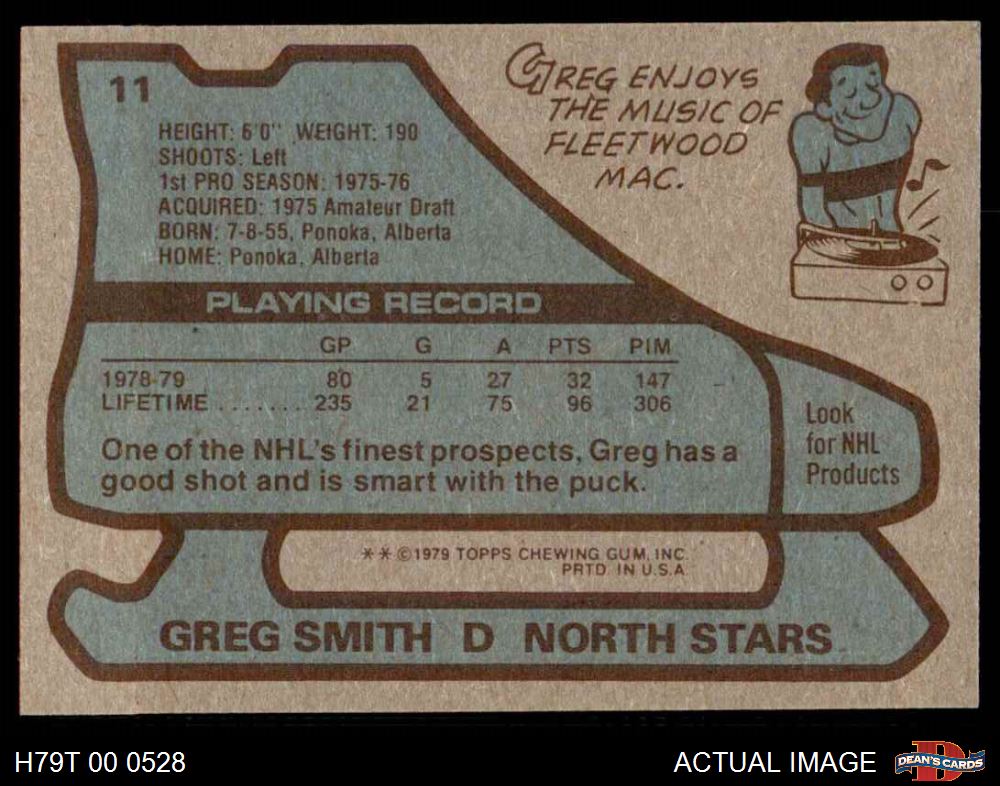 11
HEIGHT: 6'0" WEIGHT: 190
SHOOTS: Left
1st PRO SEASON: 1975-76
ACQUIRED: 1975 Amateur Draft
BORN: 7-8-55, Ponoka, Alberta
HOME: Ponoka, Alberta
GREG ENJOYS
THE MUSIC OF
FLEETWOOD
MAC.
PLAYING RECORD
GP G A PTS PIM
1978-79 80 5 27 32 147
LIFETIME ........ 235 21 75 96 306
One of the NHL's finest prospects, Greg has a
good shot and is smart with the puck.
Look
for NHL
Products
** ©1979 TOPPS CHEWING GUM, INC.
PRTD. IN U.S.A.
GREG SMITH D NORTH STARS
H79T 00 0528
ACTUAL IMAGE
DEAN'S CARDS